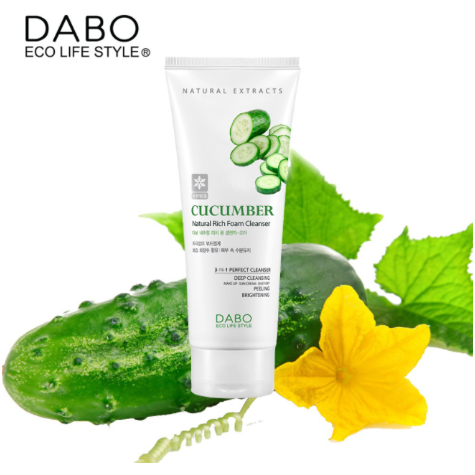 DABO
ECO LIFE STYLE®
NATURAL EXTRACTS
CUCUMBER
Natural Rich Foam Cleanser
3-IN-1 PERFECT CLEANSER
DEEP CLEANSING
PEELING
BRIGHTENING
DABO
ECO LIFE STYLE